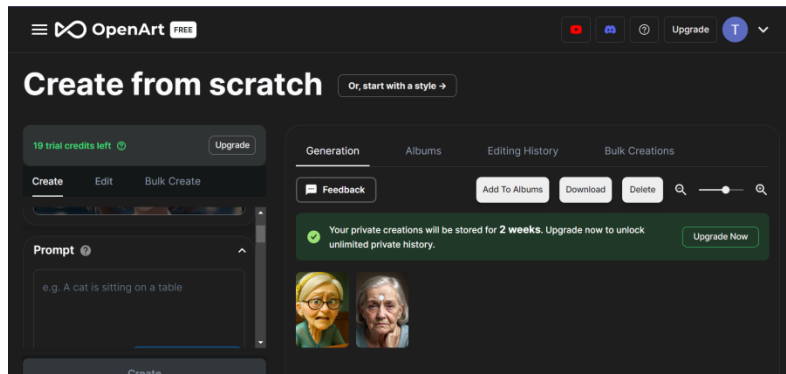 OpenArt FREE
Upgrade
T
Create from scratch
Or, start with a style →
19 trial credits left
Upgrade
Create Edit Bulk Create
Prompt
e.g. A cat is sitting on a table
Create
Generation Albums Editing History Bulk Creations
Feedback
Add To Albums Download Delete
Your private creations will be stored for 2 weeks. Upgrade now to unlock
unlimited private history.
Upgrade Now